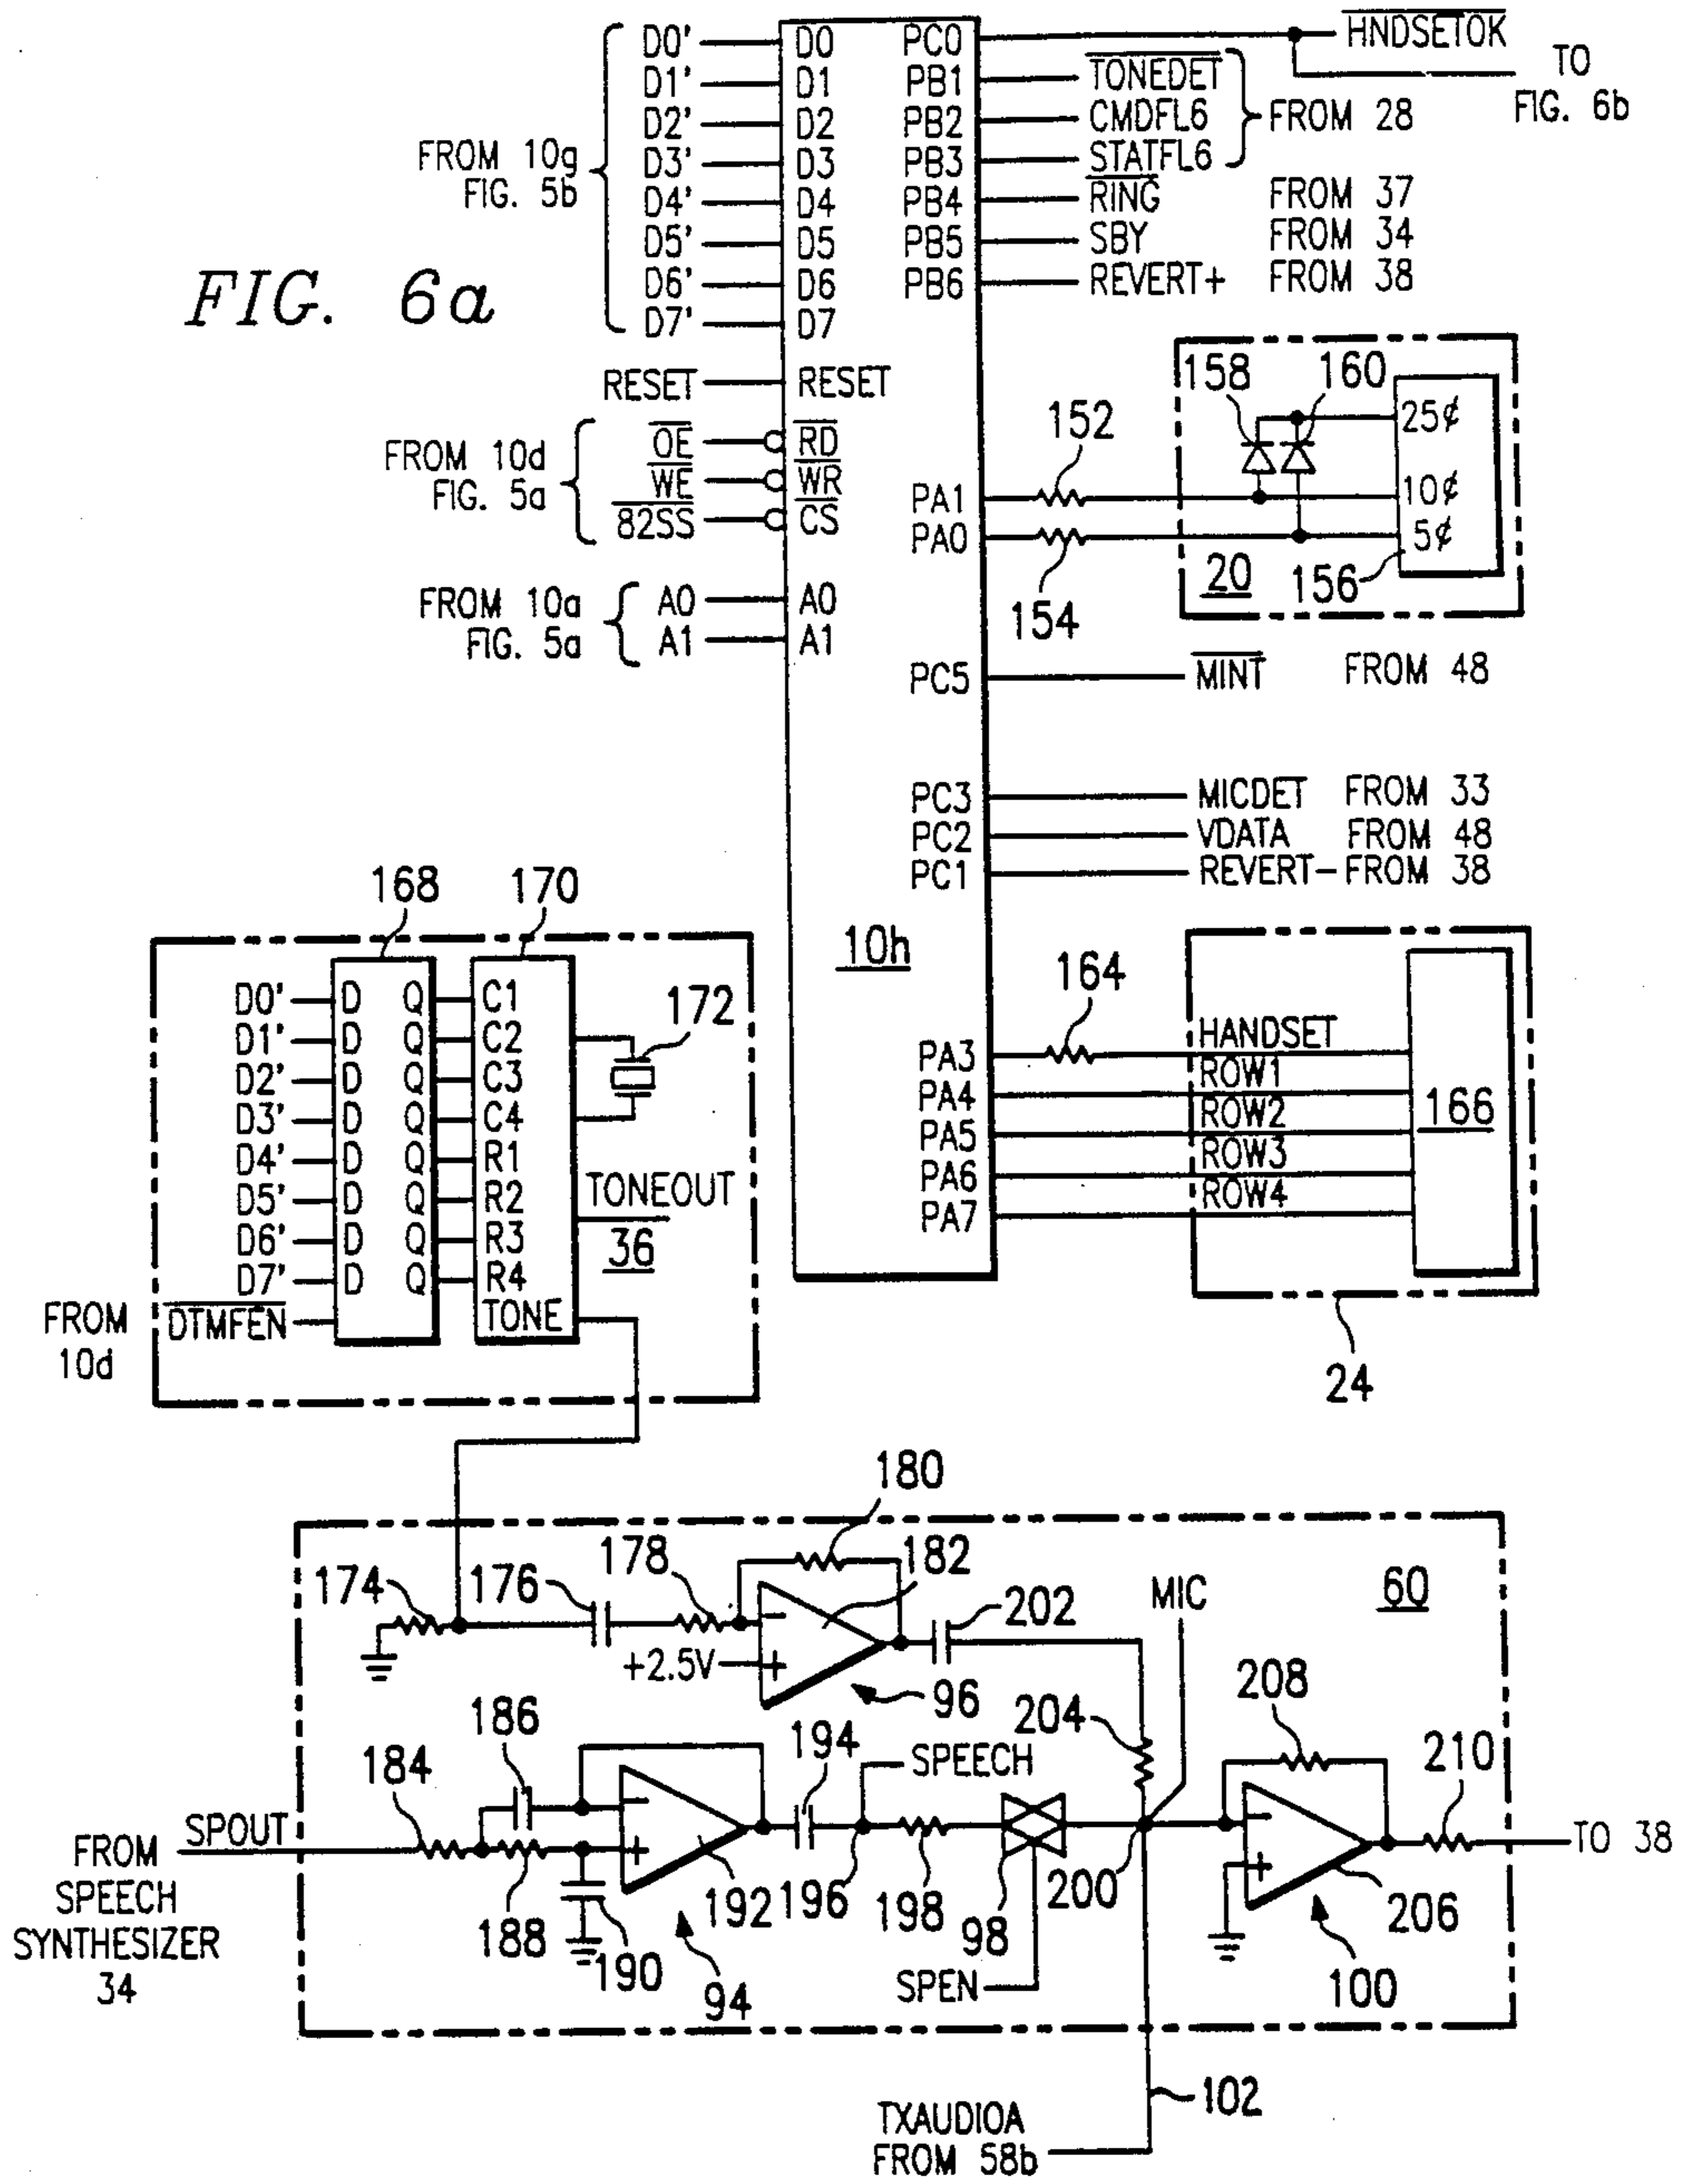 FIG. 6a
D0' D0 PC0 HNDSETOK
TO FIG. 6b
D1' D1 PB1 TONEDET
D2' D2 PB2 CMDFL6 FROM 28
D3' D3 PB3 STATFL6
FROM 10g
FIG. 5b
D4' D4 PB4 RING FROM 37
D5' D5 PB5 SBY FROM 34
D6' D6 PB6 REVERT+ FROM 38
D7' D7
RESET RESET
158 160
25¢
FROM 10d
FIG. 5a
OE RD
WE WR
82SS CS
152
PA1 10¢
PA0 5¢
154 20 156
FROM 10a
FIG. 5a
A0 A0
A1 A1
PC5 MINT FROM 48
PC3 MICDET FROM 33
PC2 VDATA FROM 48
PC1 REVERT- FROM 38
10h
164
PA3 HANDSET
PA4 ROW1
PA5 ROW2
PA6 ROW3
PA7 ROW4
166
24
168 170
172
D0' D Q C1
D1' D Q C2
D2' D Q C3
D3' D Q C4
D4' D Q R1
D5' D Q R2
D6' D Q R3
D7' D Q R4
TONEOUT
36
FROM
10d
DTMFEN TONE
180
174 176 178 182 202 MIC 60
+2.5V
96
186 194 204 208
184 SPEECH 210
SPOUT
FROM
SPEECH
SYNTHESIZER
34
TO 38
188 190 192 196 198 98 200 206
94 SPEN 100
102
TXAUDIOA
FROM 58b